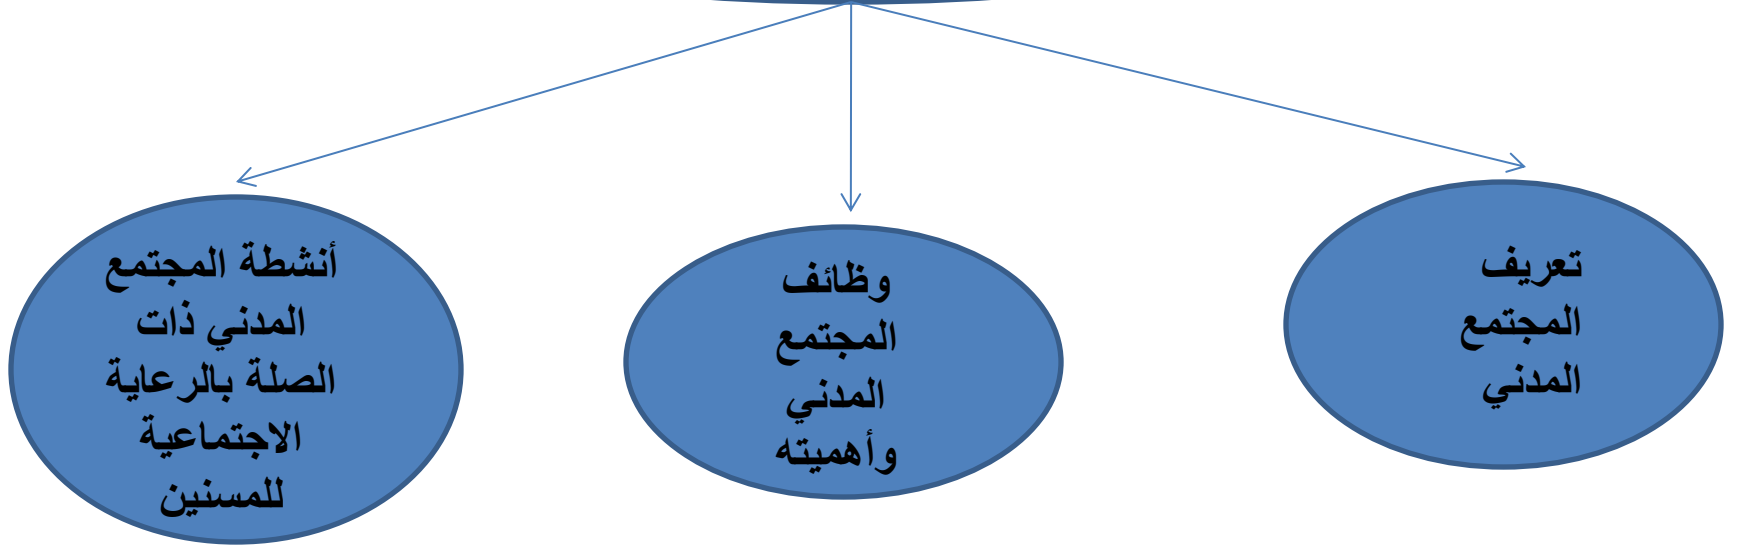 تعريف
المجتمع
المدني
وظائف
المجتمع
المدني
وأهميته
أنشطة المجتمع
المدني ذات
الصلة بالرعاية
الاجتماعية
للمسنين